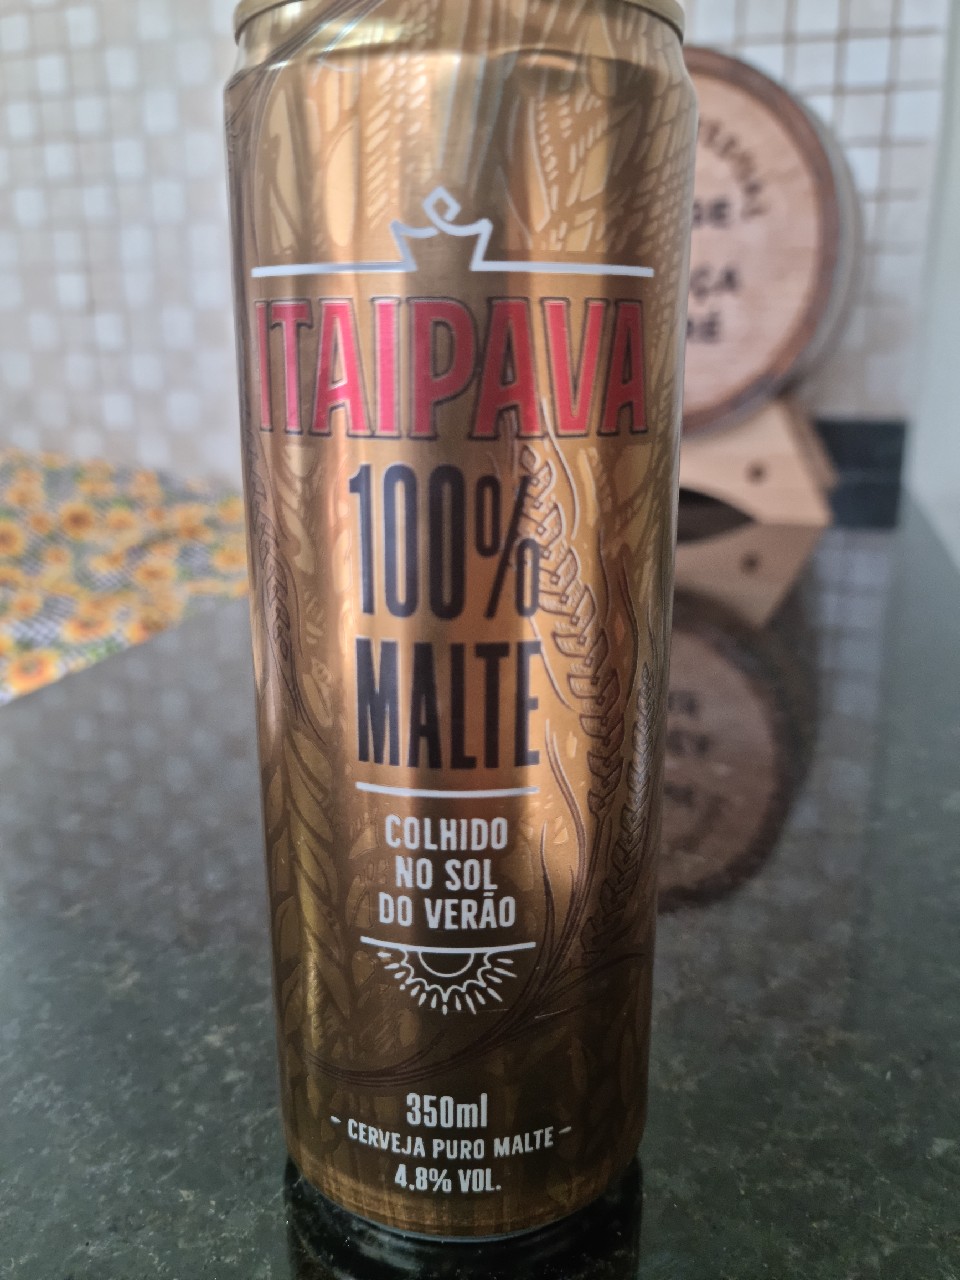 ITAIPAVA
100%
MALTE
COLHIDO
NO SOL
DO VERÃO
350ml
- CERVEJA PURO MALTE -
4.8% VOL.